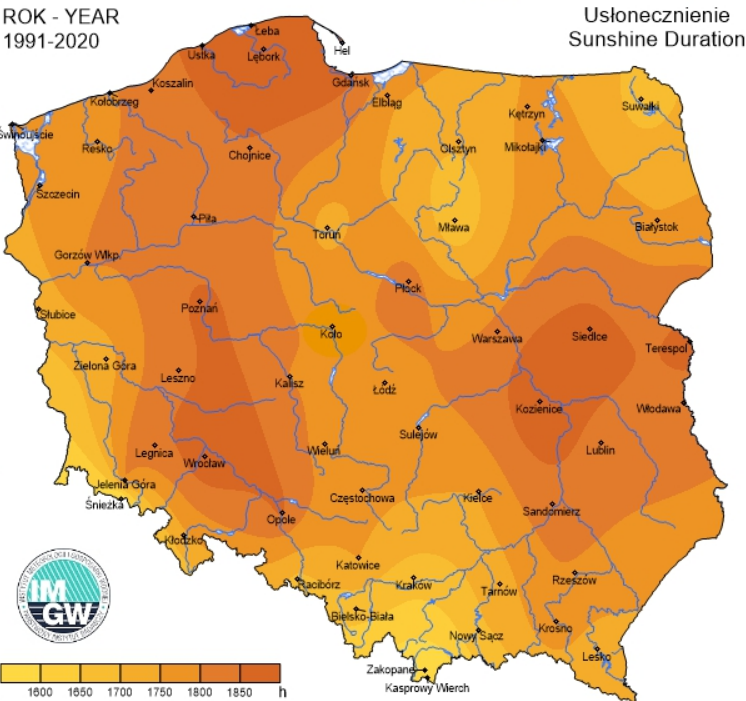 ROK - YEAR
1991-2020
Usłonecznienie
Sunshine Duration
Łeba
Ustka
Lębork
Hel
Gdańsk
Koszalin
Kołobrzeg
Elbląg
Suwałki
Kętrzyn
Świnoujście
Resko
Chojnice
Olsztyn
Mikołajki
Szczecin
Piła
Toruń
Mława
Białystok
Gorzów Wlkp.
Płock
Słubice
Poznań
Koło
Warszawa
Siedlce
Terespol
Zielona Góra
Leszno
Kalisz
Łódź
Kozienice
Włodawa
Sulejów
Legnica
Wrocław
Wieluń
Lublin
Jelenia Góra
Śnieżka
Częstochowa
Kielce
Opole
Sandomierz
Kłodzko
Katowice
Racibórz
Kraków
Tarnów
Rzeszów
Bielsko-Biała
Nowy Sącz
Krosno
Lesko
Zakopane
Kasprowy Wierch
IM
GW
1600 1650 1700 1750 1800 1850 h